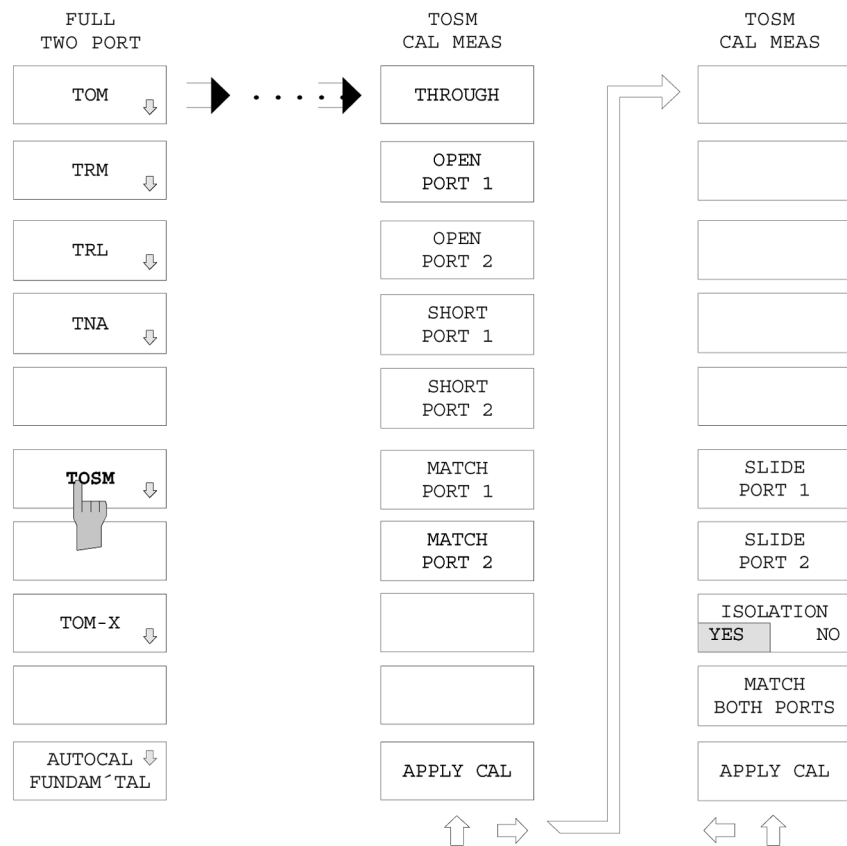 FULL
TWO PORT
TOM
TRM
TRL
TNA
TOSM
TOM-X
AUTOCAL
FUNDAM´TAL
TOSM
CAL MEAS
THROUGH
OPEN
PORT 1
OPEN
PORT 2
SHORT
PORT 1
SHORT
PORT 2
MATCH
PORT 1
MATCH
PORT 2
APPLY CAL
TOSM
CAL MEAS
SLIDE
PORT 1
SLIDE
PORT 2
ISOLATION
YES NO
MATCH
BOTH PORTS
APPLY CAL